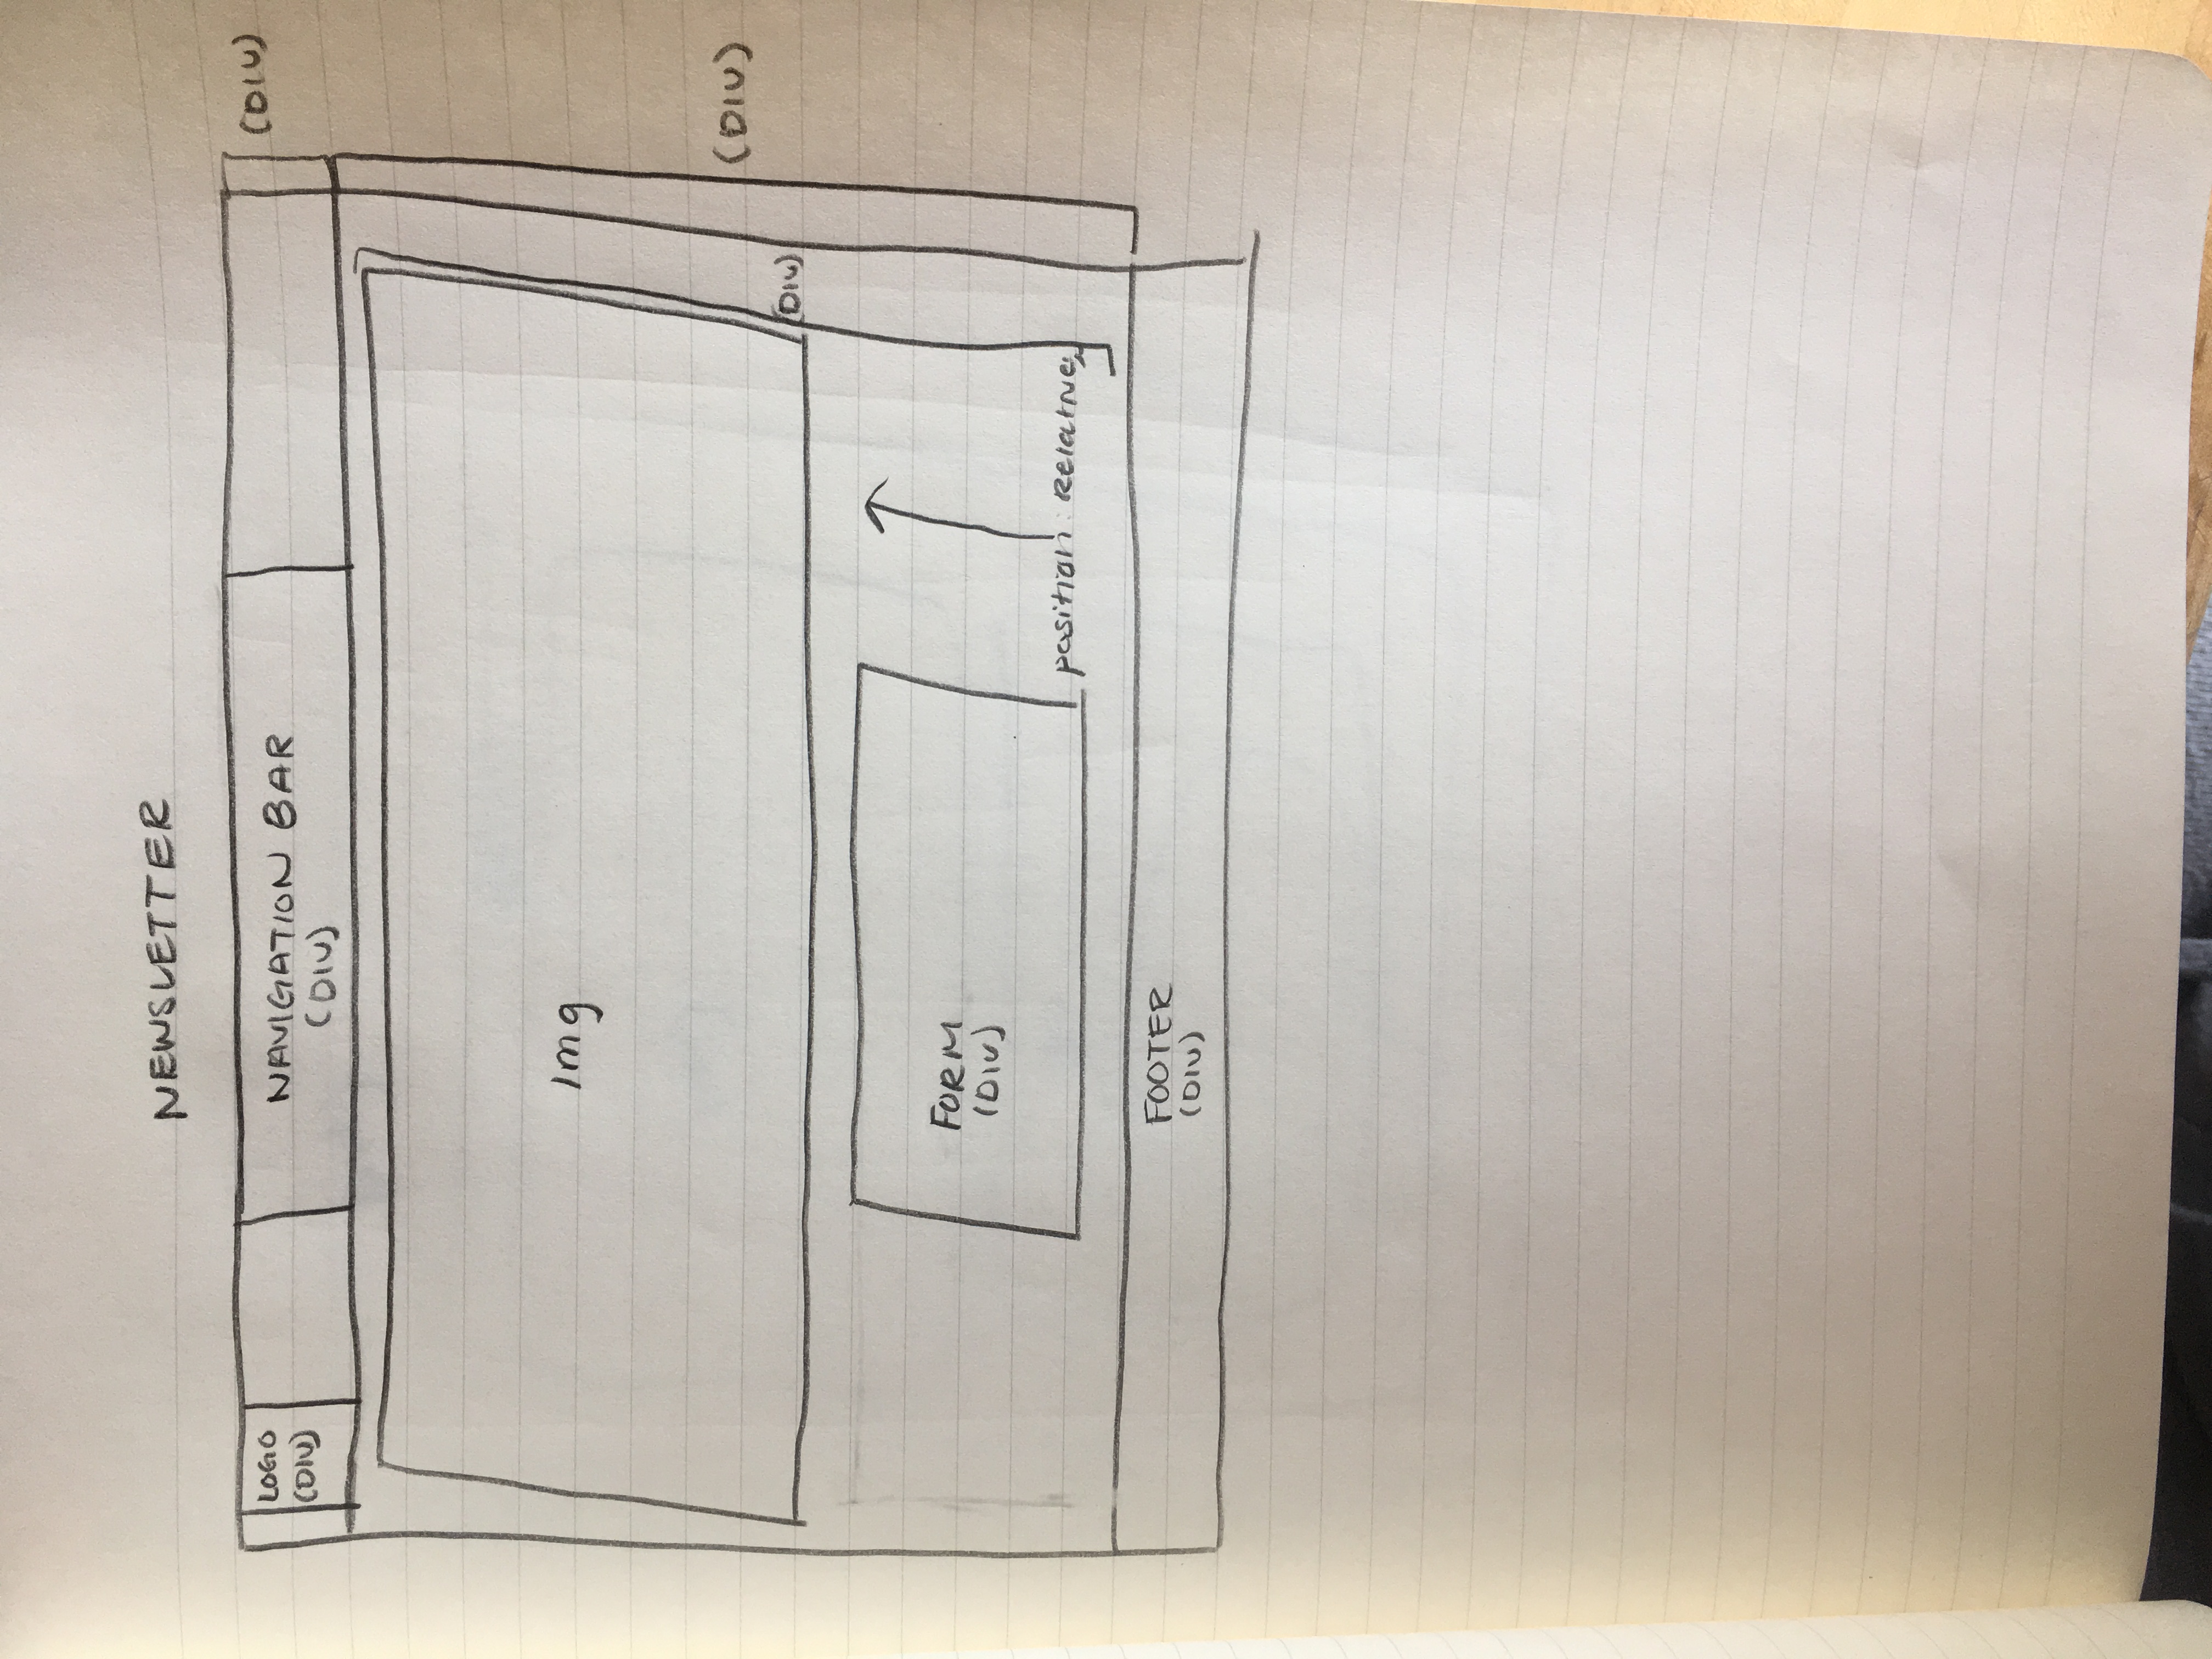 NEWSLETTER
LOGO
(DIV)
NAVIGATION BAR
(DIV)
(DIV)
Img
(DIV)
(DIV)
FORM
(DIV)
position: Relative;
FOOTER
(DIV)